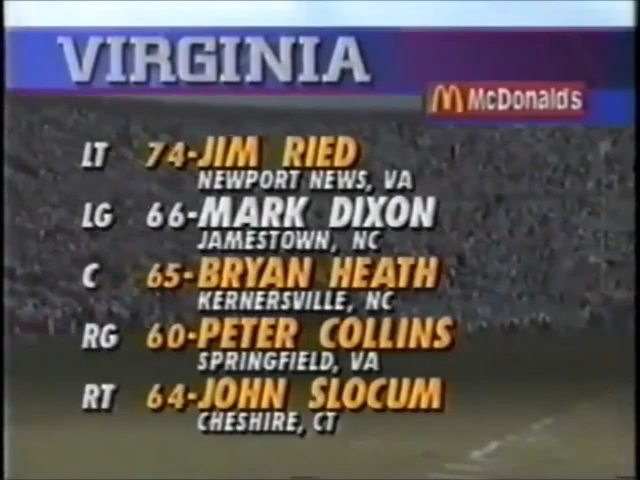 VIRGINIA
McDonald's
LT 74-JIM RIED
NEWPORT NEWS, VA
LG 66-MARK DIXON
JAMESTOWN, NC
C 65-BRYAN HEATH
KERNERSVILLE, NC
RG 60-PETER COLLINS
SPRINGFIELD, VA
RT 64-JOHN SLOCUM
CHESHIRE, CT